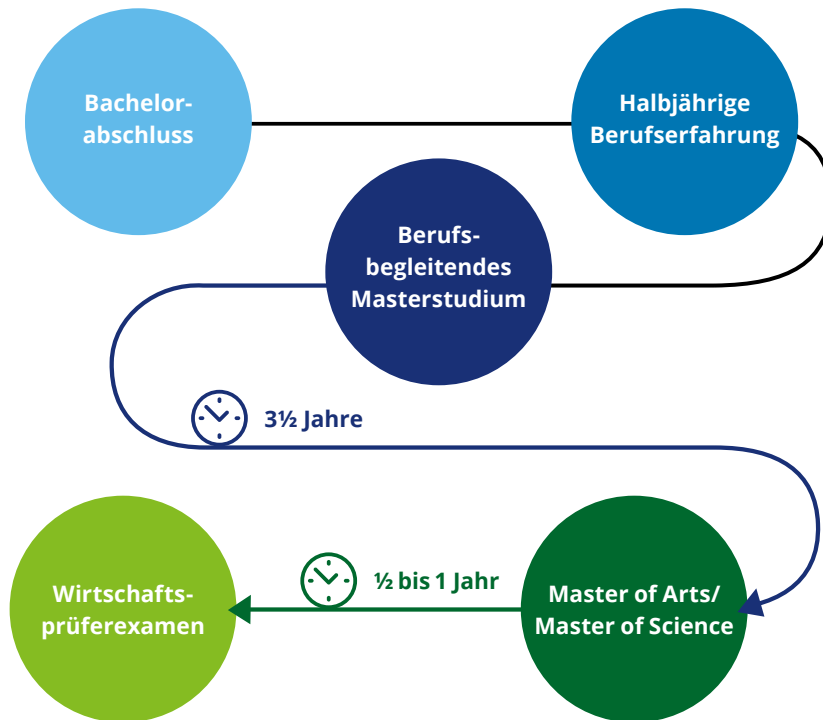 Bachelor-
abschluss
Halbjährige
Berufserfahrung
Berufs-
begleitendes
Masterstudium
3½ Jahre
½ bis 1 Jahr
Wirtschafts-
prüferexamen
Master of Arts/
Master of Science